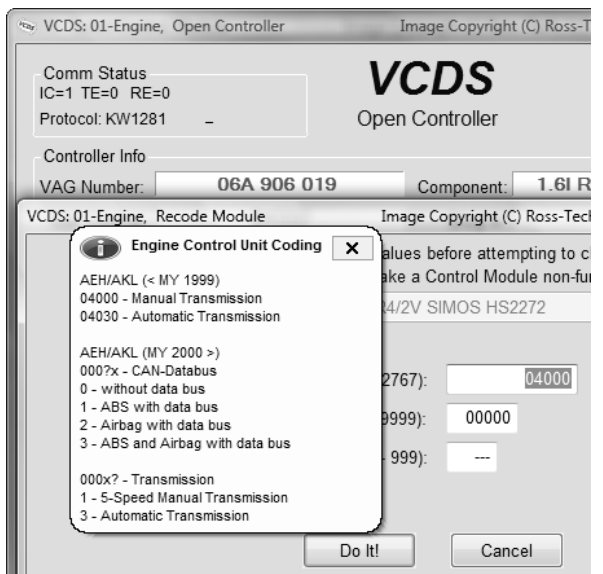 VCDS: 01-Engine, Open Controller Image Copyright (C) Ross-T
Comm Status
IC=1 TE=0 RE=0
Protocol: KW1281 –
VCDS
Open Controller
Controller Info
VAG Number: 06A 906 019 Component: 1.6l R
VCDS: 01-Engine, Recode Module Image Copyright (C) Ross-Tech
Engine Control Unit Coding X
AEH/AKL (< MY 1999)
04000 - Manual Transmission
04030 - Automatic Transmission
AEH/AKL (MY 2000 >)
000?x - CAN-Databus
0 - without data bus
1 - ABS with data bus
2 - Airbag with data bus
3 - ABS and Airbag with data bus
000x? - Transmission
1 - 5-Speed Manual Transmission
3 - Automatic Transmission
alues before attempting to c
ake a Control Module non-fu
R4/2V SIMOS HS2272
2767): 04000
9999): 00000
- 999): ---
Do It! Cancel